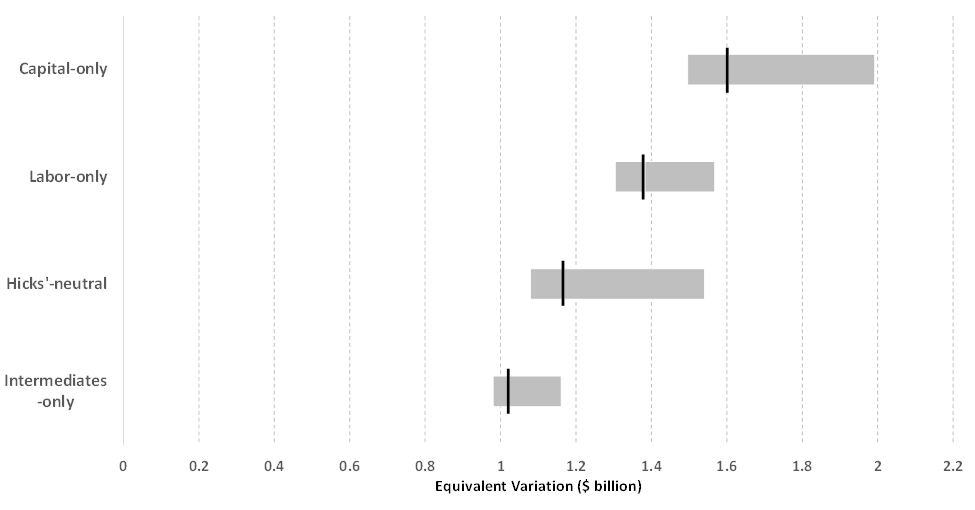 Capital-only
Labor-only
Hicks'-neutral
Intermediates
-only
0 0.2 0.4 0.6 0.8 1 1.2 1.4 1.6 1.8 2 2.2
Equivalent Variation ($ billion)